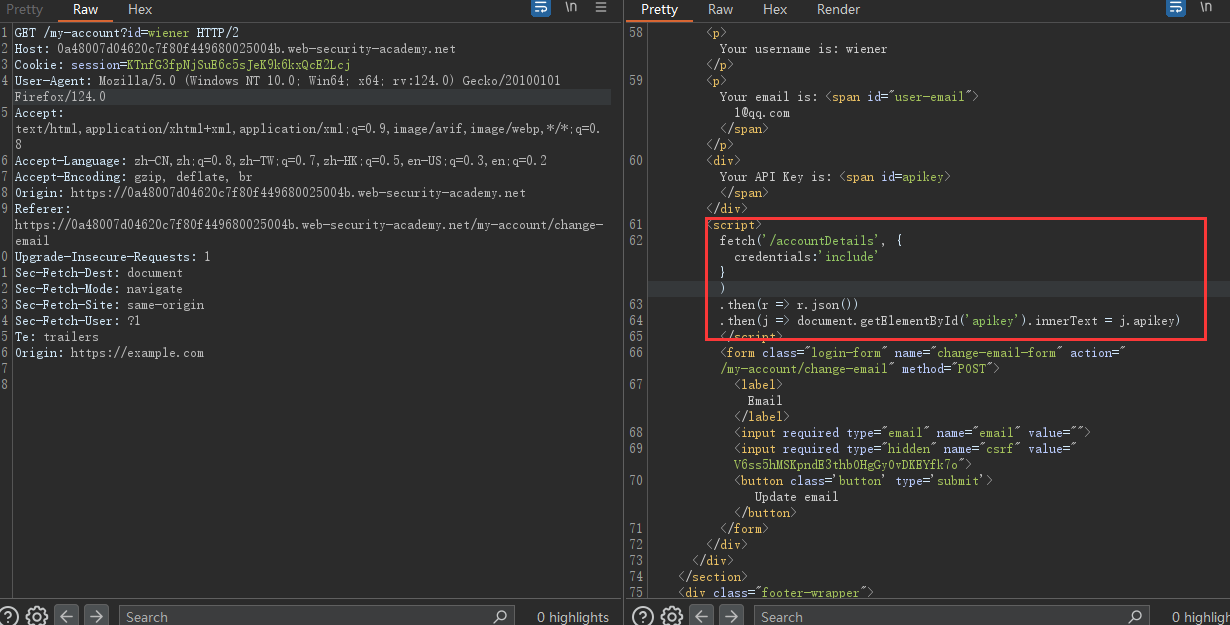 Pretty Raw Hex \n
1 GET /my-account?id=wiener HTTP/2
2 Host: 0a48007d04620c7f80f449680025004b.web-security-academy.net
3 Cookie: session=KTnfG3fpNjSuE6c5sJeK9k6kxQcE2Lcj
4 User-Agent: Mozilla/5.0 (Windows NT 10.0; Win64; x64; rv:124.0) Gecko/20100101
Firefox/124.0
5 Accept:
text/html,application/xhtml+xml,application/xml;q=0.9,image/avif,image/webp,*/*;q=0.
8
6 Accept-Language: zh-CN,zh;q=0.8,zh-TW;q=0.7,zh-HK;q=0.5,en-US;q=0.3,en;q=0.2
7 Accept-Encoding: gzip, deflate, br
8 Origin: https://0a48007d04620c7f80f449680025004b.web-security-academy.net
9 Referer:
https://0a48007d04620c7f80f449680025004b.web-security-academy.net/my-account/change-
email
0 Upgrade-Insecure-Requests: 1
1 Sec-Fetch-Dest: document
2 Sec-Fetch-Mode: navigate
3 Sec-Fetch-Site: same-origin
4 Sec-Fetch-User: ?1
5 Te: trailers
6 Origin: https://example.com
7
8
? Search 0 highlights
Pretty Raw Hex Render \n
58 <p>
Your username is: wiener
</p>
59 <p>
Your email is: <span id="user-email">
1@qq.com
</span>
</p>
60 <div>
Your API Key is: <span id=apikey>
</span>
</div>
61 <script>
62 fetch('/accountDetails', {
credentials:'include'
}
)
63 .then(r => r.json())
64 .then(j => document.getElementById('apikey').innerText = j.apikey)
65 </script>
66 <form class="login-form" name="change-email-form" action="
/my-account/change-email" method="POST">
67 <label>
Email
</label>
68 <input required type="email" name="email" value="">
69 <input required type="hidden" name="csrf" value="
V6ss5hMSKpndE3thb0HgGy0vDKBYfk7o">
70 <button class='button' type='submit'>
Update email
</button>
71 </form>
72 </div>
73 </div>
74 </section>
75 <div class="footer-wrapper">
? Search 0 highligh